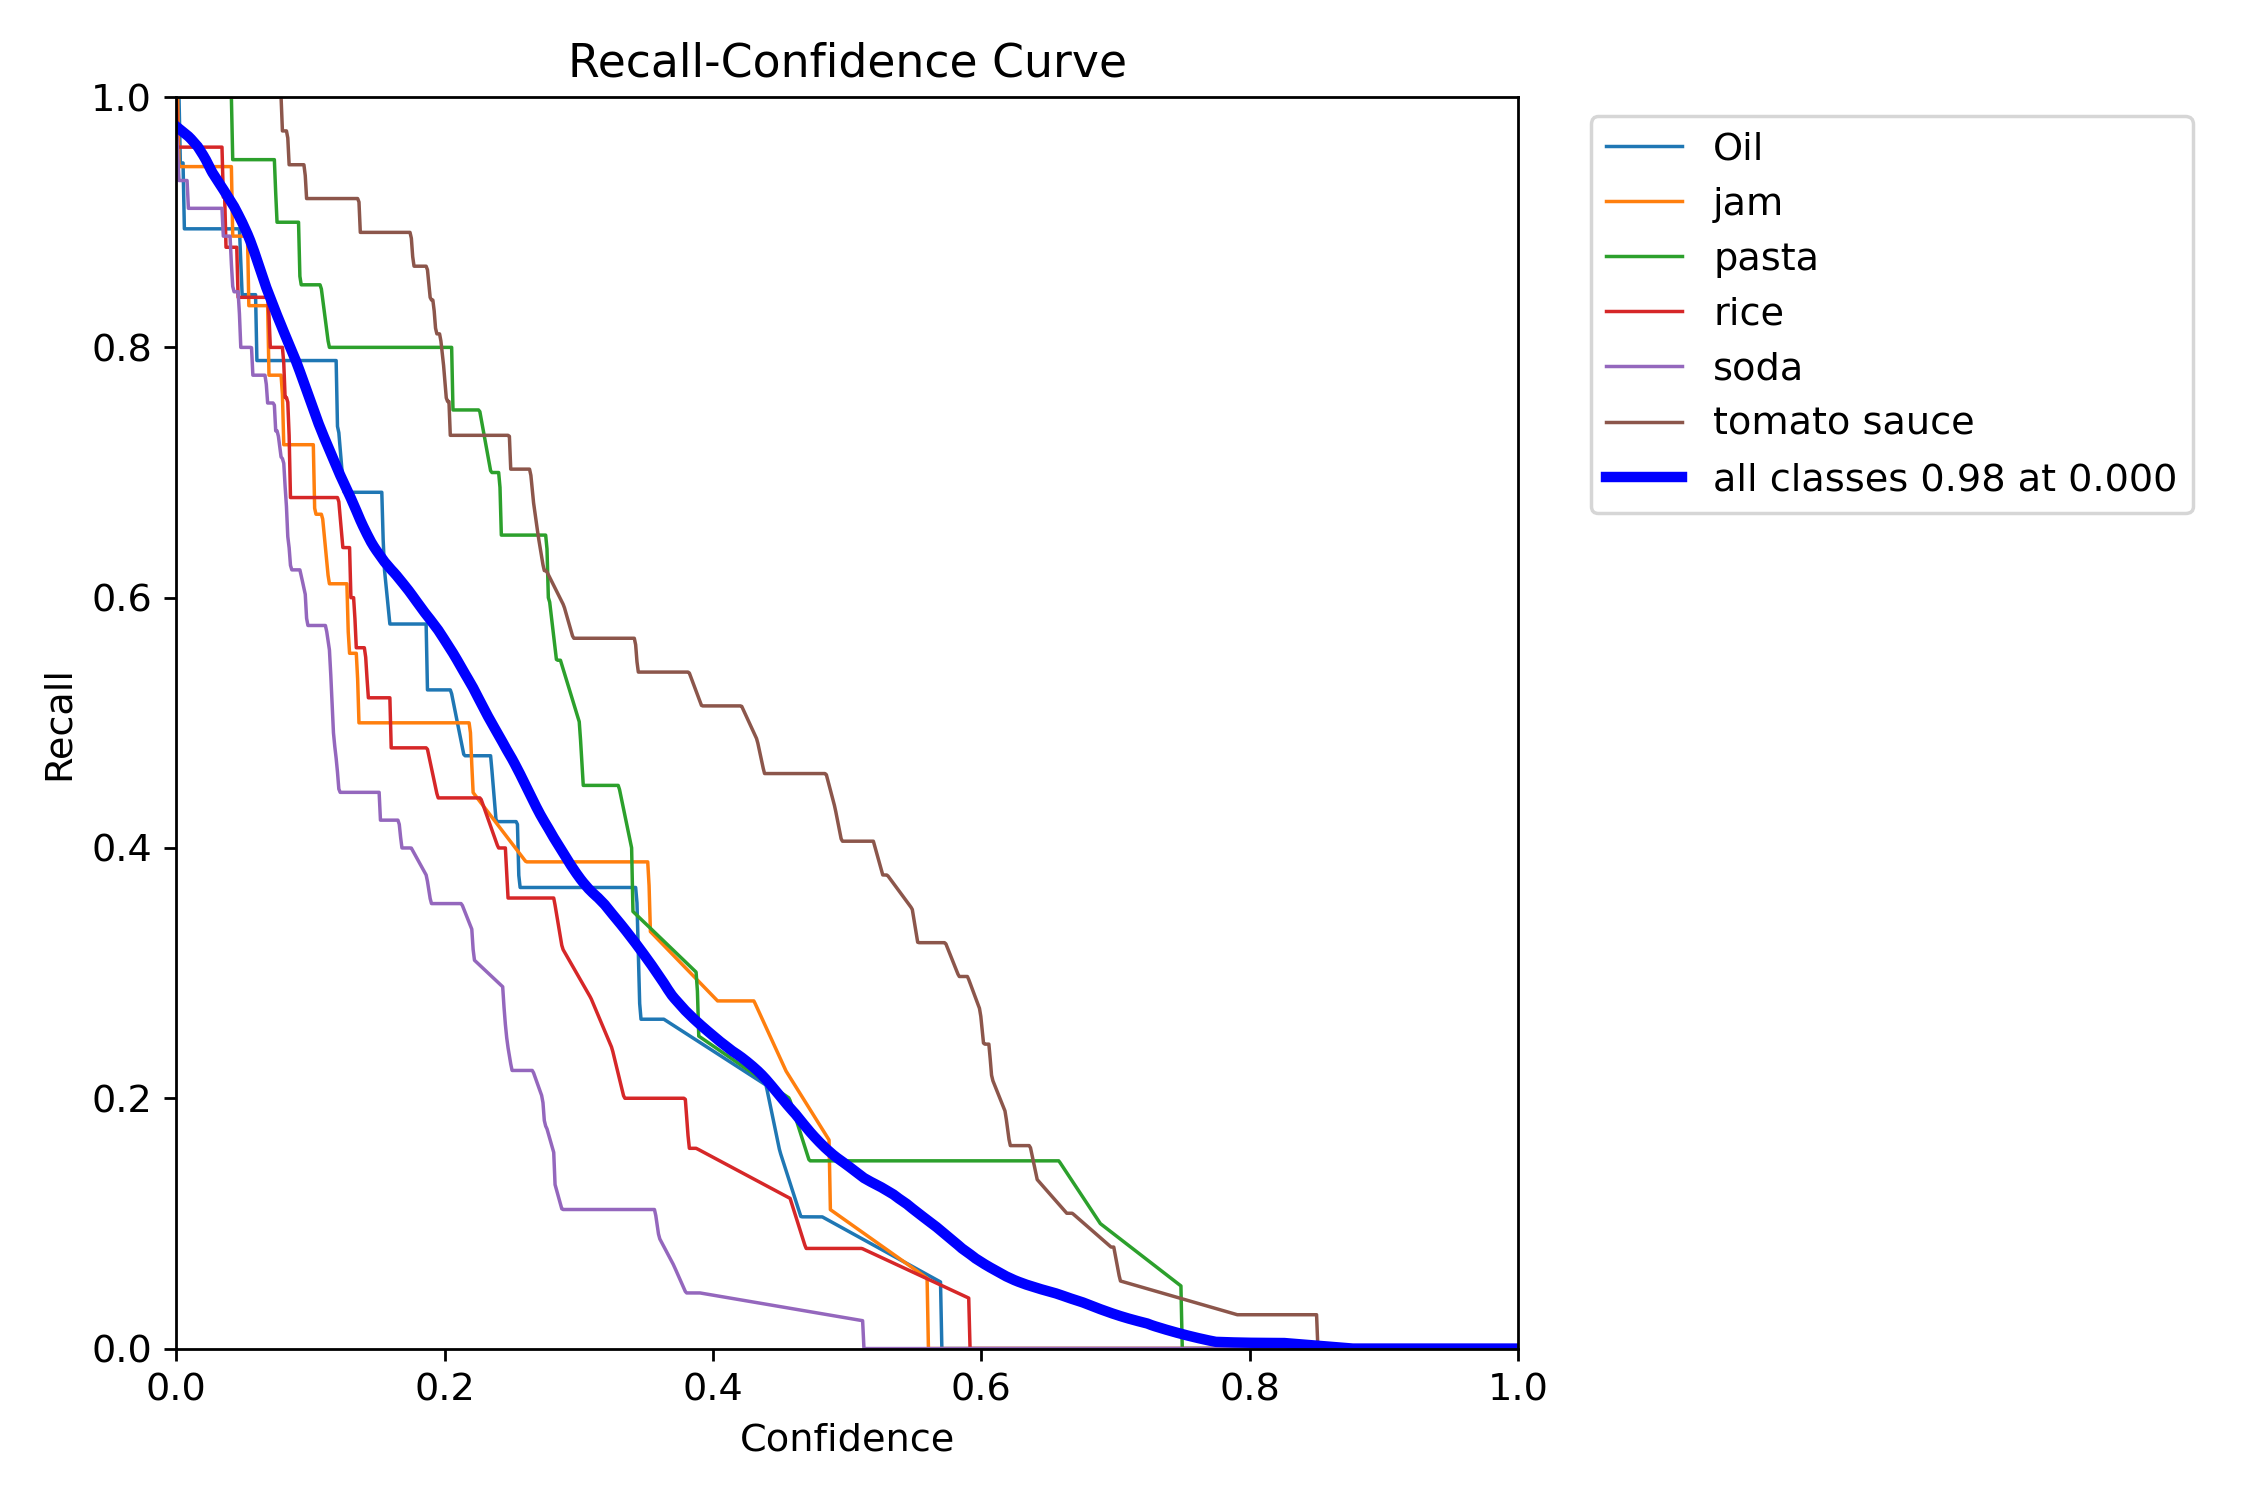 Recall-Confidence Curve
1.0
0.8
0.6
0.4
0.2
0.0
Recall
0.0 0.2 0.4 0.6 0.8 1.0
Confidence
Oil
jam
pasta
rice
soda
tomato sauce
all classes 0.98 at 0.000